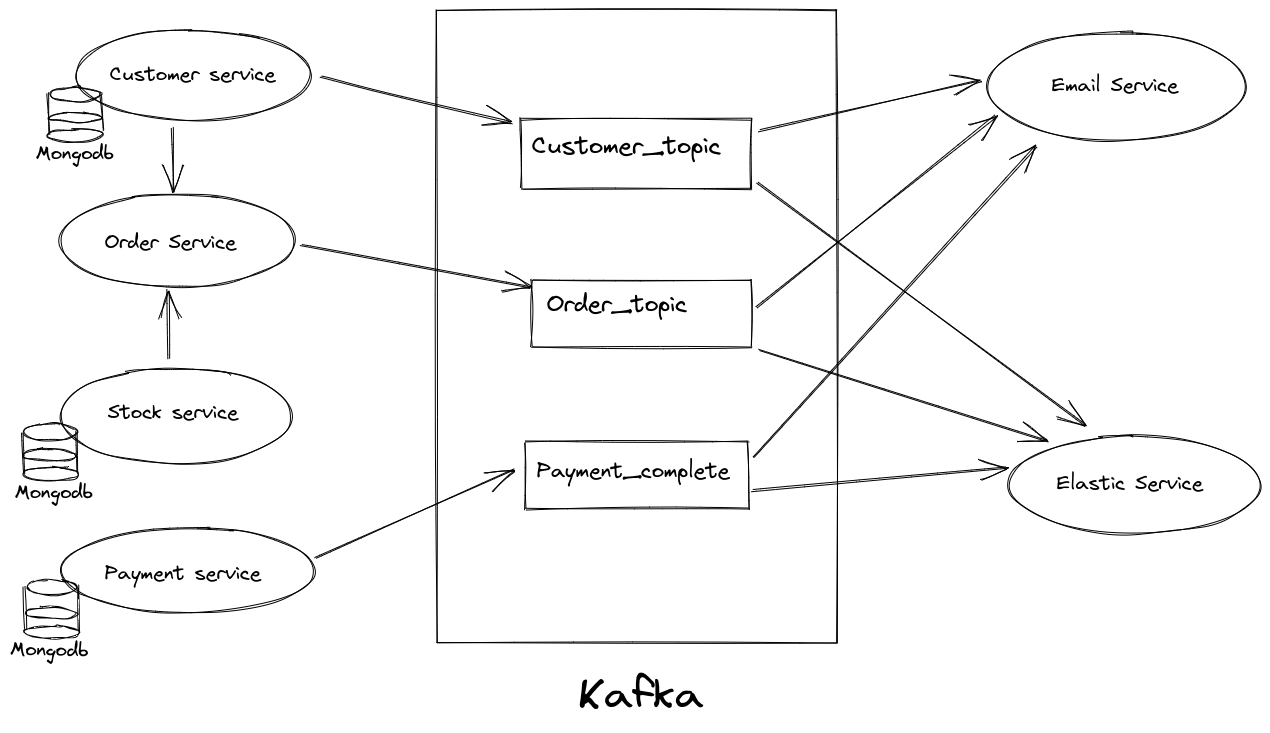 Customer service
Mongodb
Order Service
Stock service
Mongodb
Payment service
Mongodb
Customer_topic
Order_topic
Payment_complete
Kafka
Email Service
Elastic Service